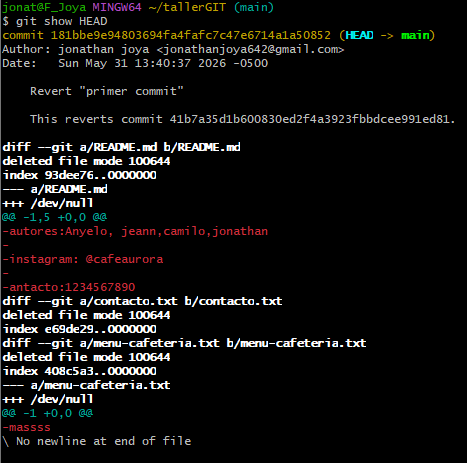 jonat@F_Joya MINGW64 ~/tallerGIT (main)
$ git show HEAD
commit 181bbe9e94803694fa4fafc7c47e6714a1a50852 (HEAD -> main)
Author: jonathan joya <jonathanjoya642@gmail.com>
Date:   Sun May 31 13:40:37 2026 -0500

    Revert "primer commit"

    This reverts commit 41b7a35d1b600830ed2f4a3923fbbdcee991ed81.

diff --git a/README.md b/README.md
deleted file mode 100644
index 93dee76..0000000
--- a/README.md
+++ /dev/null
@@ -1,5 +0,0 @@
-autores:Anyelo, jeann,camilo,jonathan
-
-instagram: @cafeaurora
-
-antacto:1234567890
diff --git a/contacto.txt b/contacto.txt
deleted file mode 100644
index e69de29..0000000
diff --git a/menu-cafeteria.txt b/menu-cafeteria.txt
deleted file mode 100644
index 408c5a3..0000000
--- a/menu-cafeteria.txt
+++ /dev/null
@@ -1 +0,0 @@
-massss
\ No newline at end of file